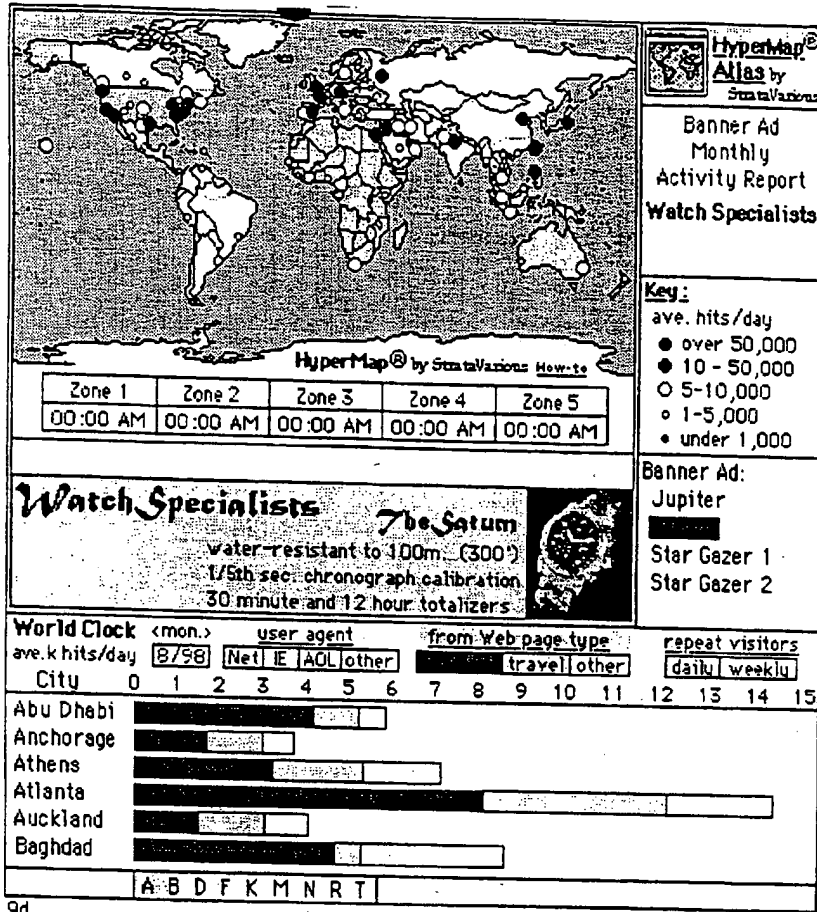 HyperMap®
Atlas by
StrataVarious
Banner Ad
Monthly
Activity Report
Watch Specialists
Key:
ave. hits/day
over 50,000
10 - 50,000
5-10,000
1-5,000
under 1,000
HyperMap® by StrataVarious How-to
Zone 1 Zone 2 Zone 3 Zone 4 Zone 5
00:00 AM 00:00 AM 00:00 AM 00:00 AM 00:00 AM
Banner Ad:
Jupiter
Star Gazer 1
Star Gazer 2
Watch Specialists
The Saturn
water-resistant to 100m. (300')
1/5th sec. chronograph calibration
30 minute and 12 hour totalizers
World Clock <mon.> user agent from Web page type repeat visitors
ave.k hits/day 8/98 Net IE AOL other travel other daily weekly
City 0 1 2 3 4 5 6 7 8 9 10 11 12 13 14 15
Abu Dhabi
Anchorage
Athens
Atlanta
Auckland
Baghdad
A B D F K M N R T
9d